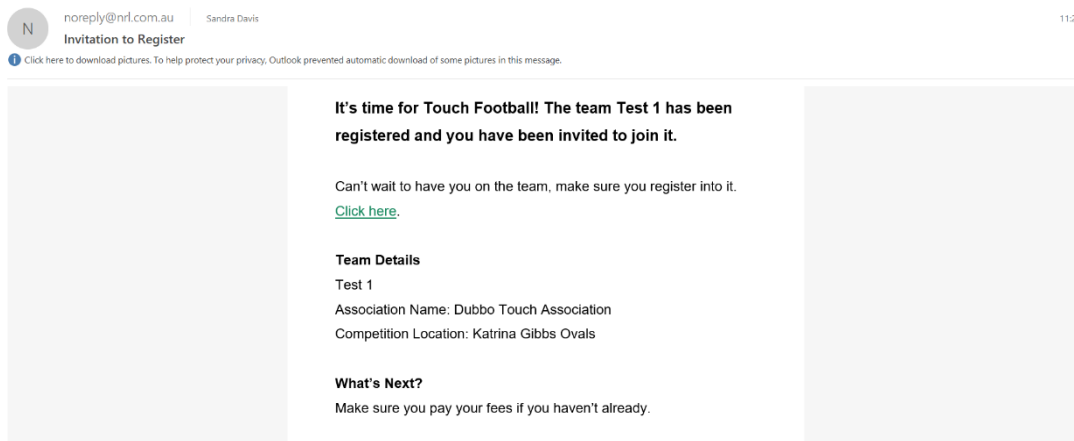 N
noreply@nrl.com.au Sandra Davis
Invitation to Register
Click here to download pictures. To help protect your privacy, Outlook prevented automatic download of some pictures in this message.
It's time for Touch Football! The team Test 1 has been
registered and you have been invited to join it.
Can't wait to have you on the team, make sure you register into it.
Click here.
Team Details
Test 1
Association Name: Dubbo Touch Association
Competition Location: Katrina Gibbs Ovals
What's Next?
Make sure you pay your fees if you haven't already.